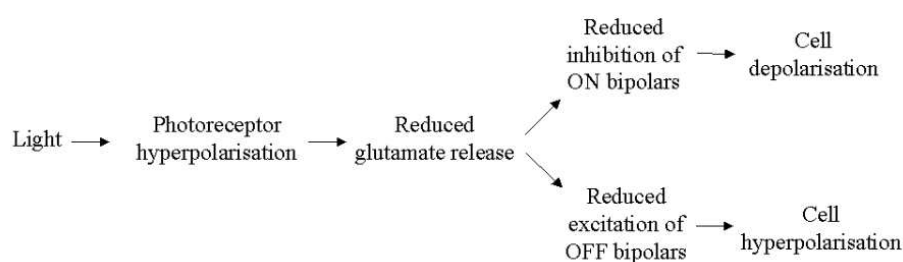 Light
Photoreceptor
hyperpolarisation
Reduced
glutamate release
Reduced
inhibition of
ON bipolars
Cell
depolarisation
Reduced
excitation of
OFF bipolars
Cell
hyperpolarisation